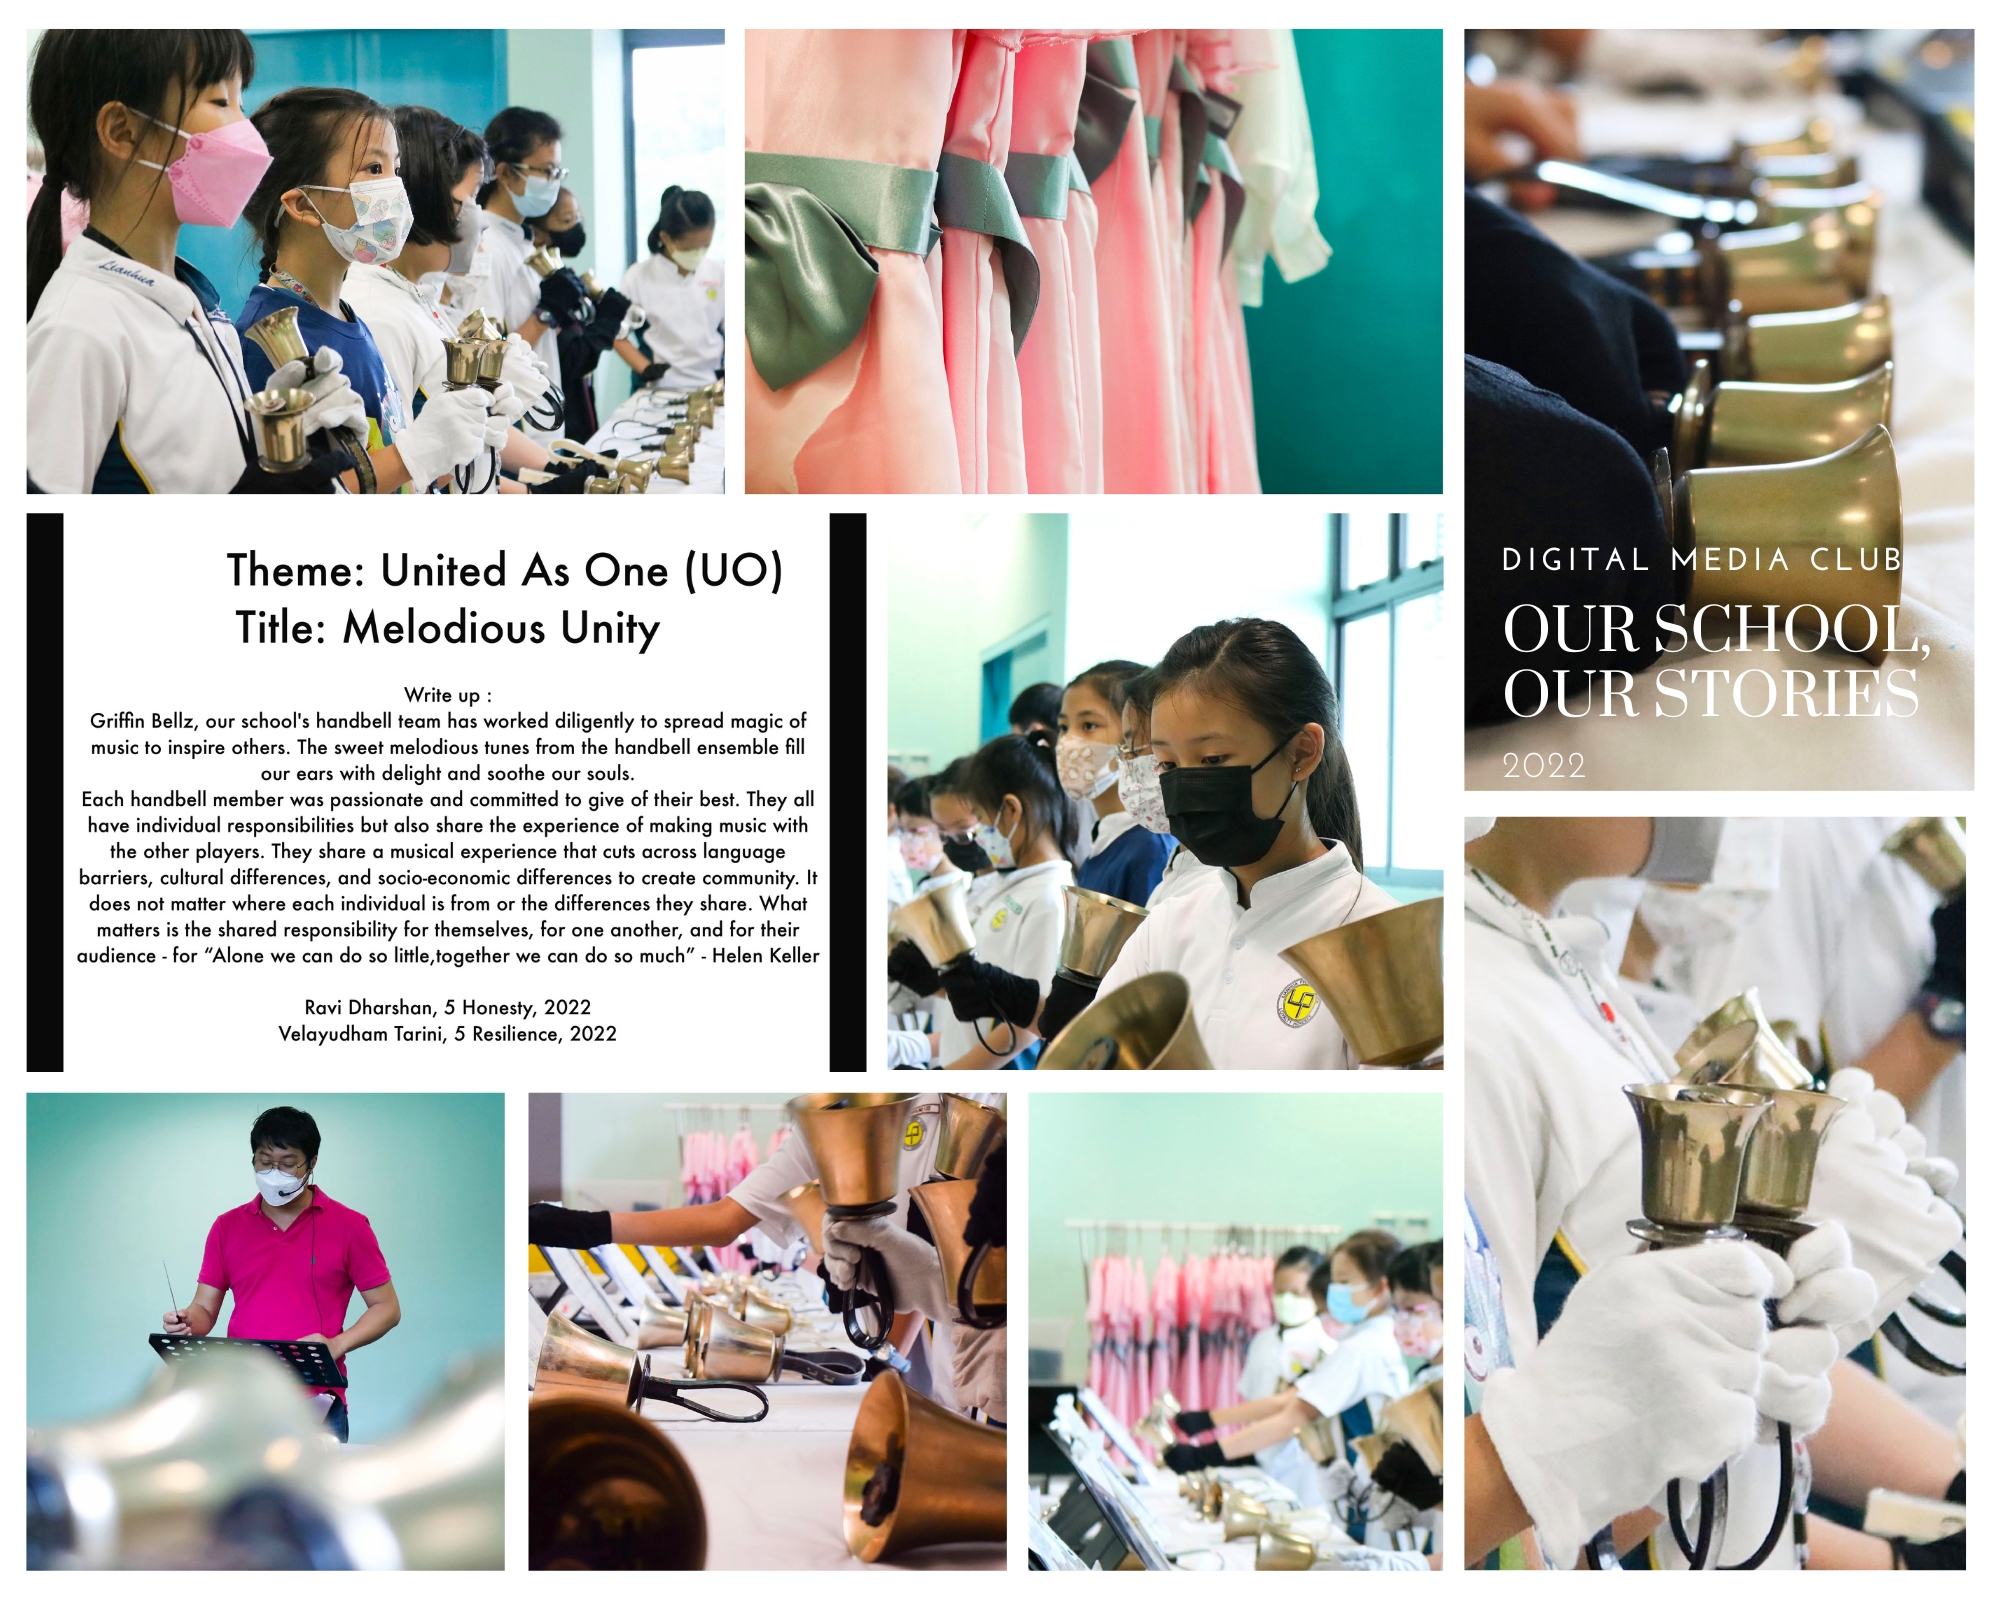 Lianhua
Theme: United As One (UO)
Title: Melodious Unity
Write up :
Griffin Bellz, our school's handbell team has worked diligently to spread magic of
music to inspire others. The sweet melodious tunes from the handbell ensemble fill
our ears with delight and soothe our souls.
Each handbell member was passionate and committed to give of their best. They all
have individual responsibilities but also share the experience of making music with
the other players. They share a musical experience that cuts across language
barriers, cultural differences, and socio-economic differences to create community. It
does not matter where each individual is from or the differences they share. What
matters is the shared responsibility for themselves, for one another, and for their
audience - for “Alone we can do so little,together we can do so much” - Helen Keller
Ravi Dharshan, 5 Honesty, 2022
Velayudham Tarini, 5 Resilience, 2022
DIGITAL MEDIA CLUB
OUR SCHOOL,
OUR STORIES
2022